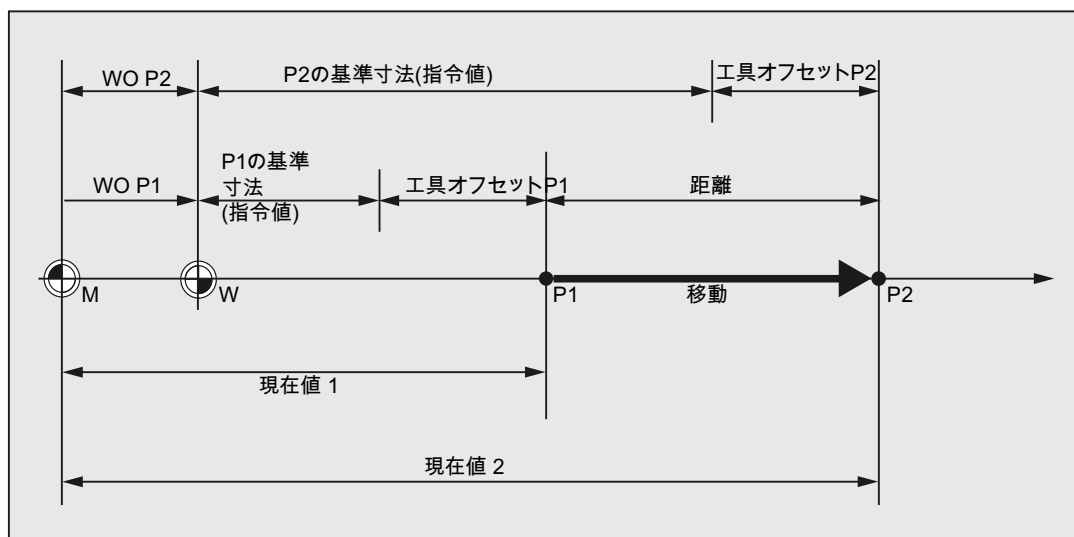 WO P2
P2の基準寸法(指令値)
工具オフセットP2
WO P1
P1の基準
寸法
(指令値)
工具オフセットP1
距離
M
W
P1
移動
P2
現在値 1
現在値 2